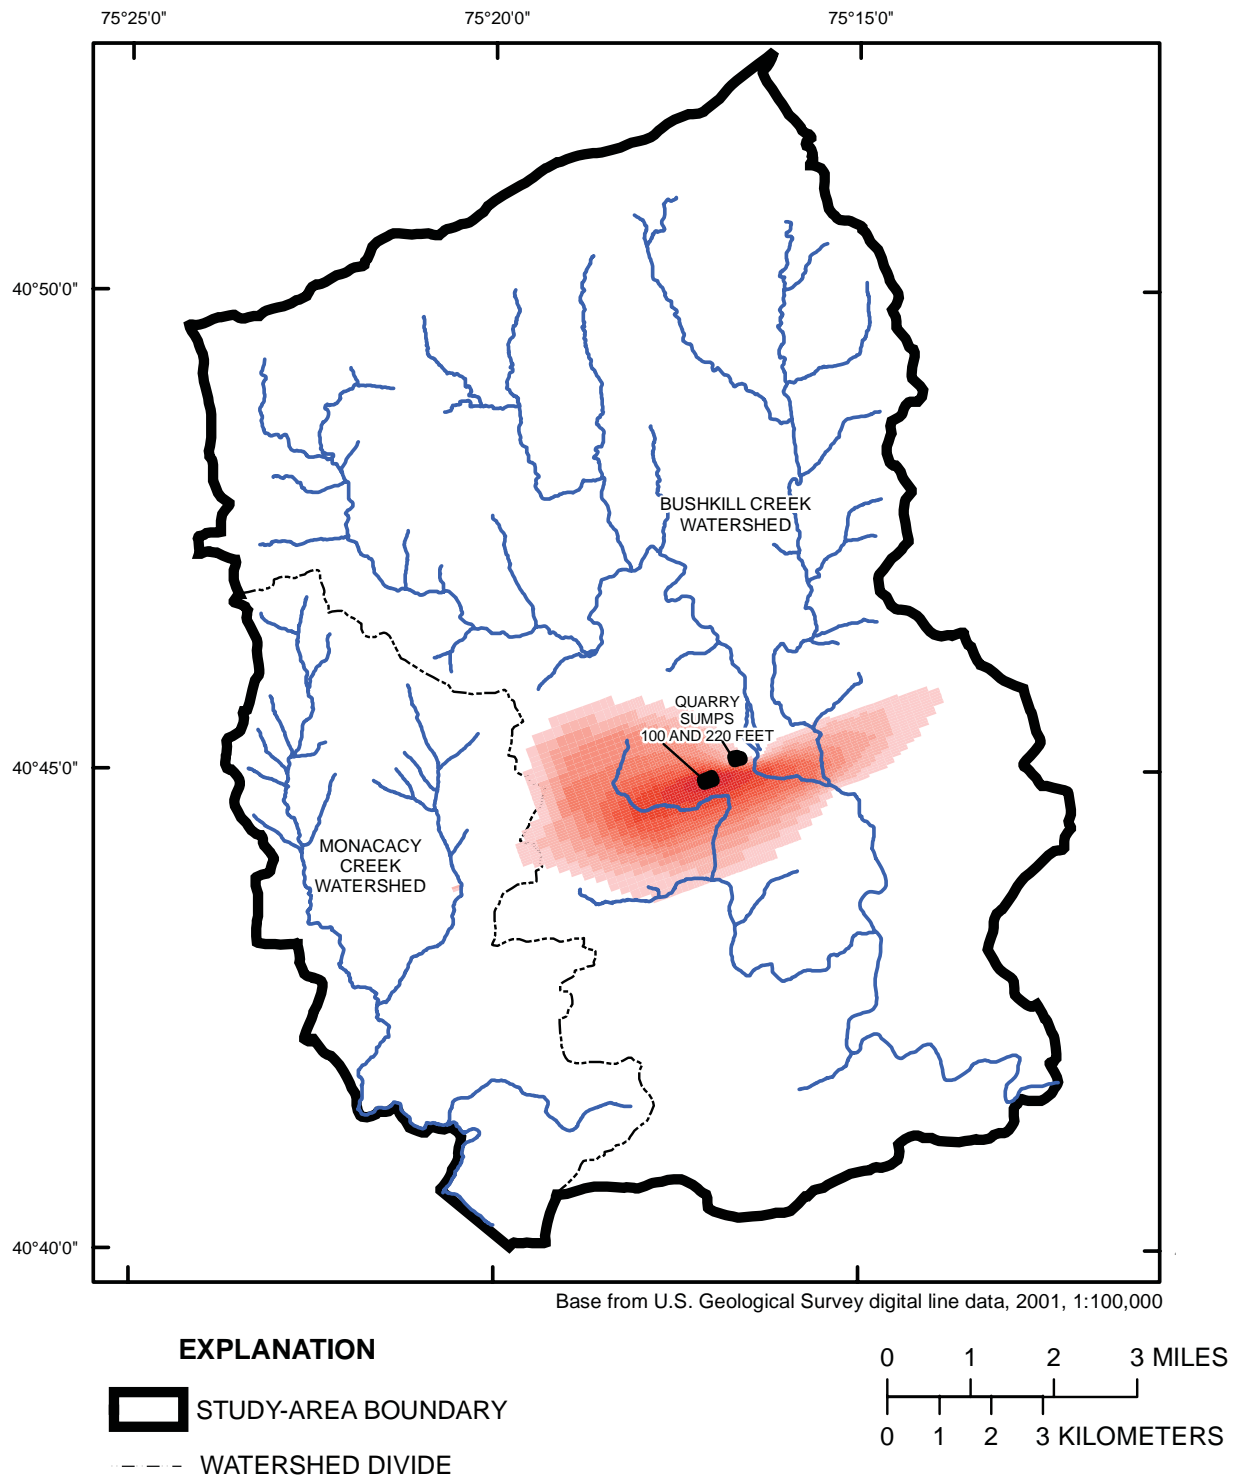 75°25'0" 75°20'0" 75°15'0"
40°50'0"
BUSHKILL CREEK
WATERSHED
QUARRY
SUMPS
100 AND 220 FEET
40°45'0"
MONACACY
CREEK
WATERSHED
40°40'0"
Base from U.S. Geological Survey digital line data, 2001, 1:100,000
EXPLANATION
STUDY-AREA BOUNDARY
WATERSHED DIVIDE
0 1 2 3 MILES
0 1 2 3 KILOMETERS